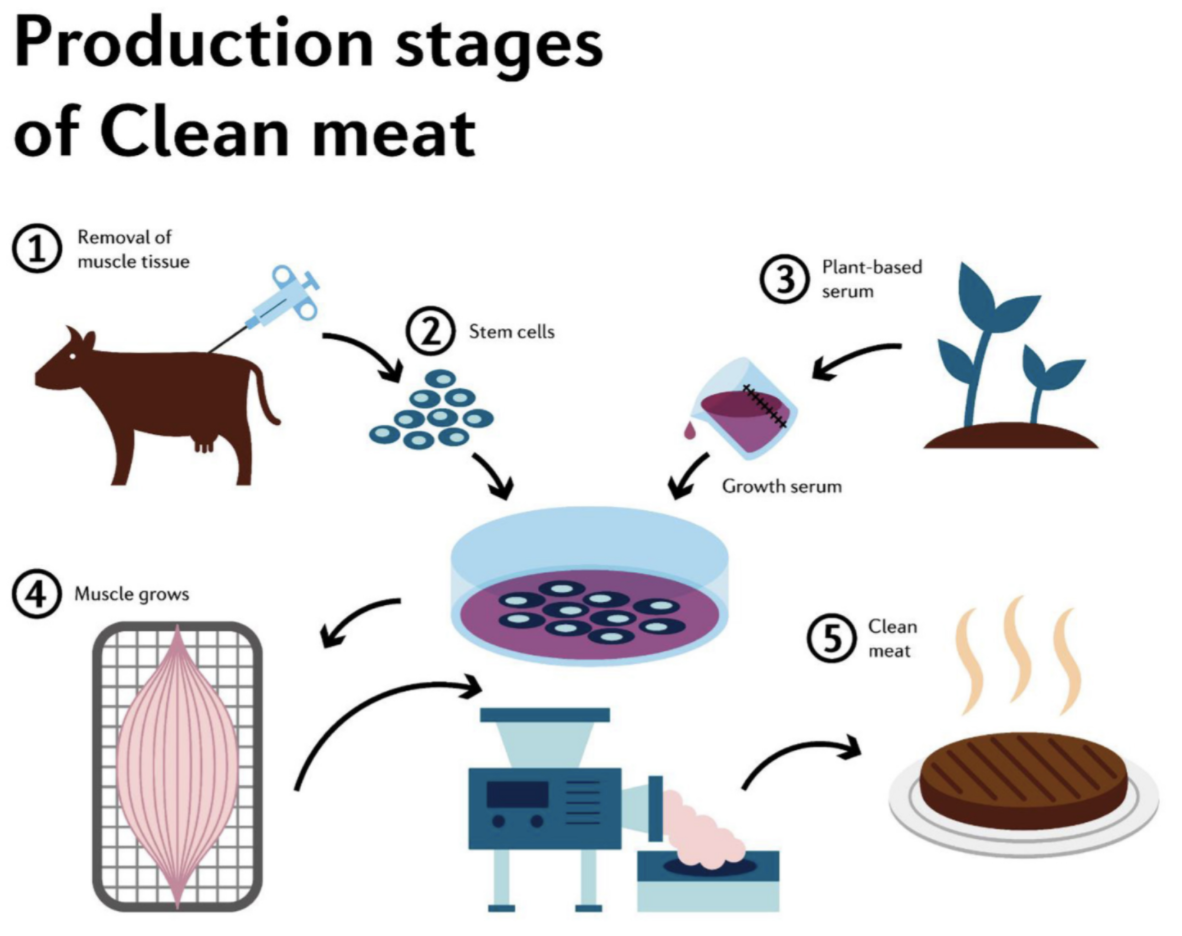 Production stages
of Clean meat
1
Removal of
muscle tissue
2
Stem cells
3
Plant-based
serum
Growth serum
4
Muscle grows
5
Clean
meat